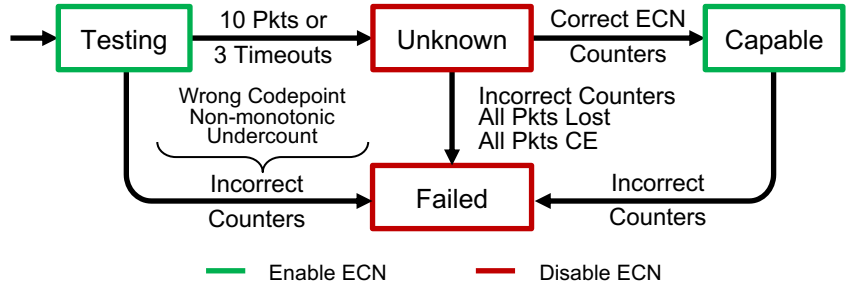 10 Pkts or
Correct ECN
Testing
Unknown
Capable
3 Timeouts
Counters
Wrong Codepoint
Non-monotonic
Undercount
Incorrect Counters
All Pkts Lost
All Pkts CE
Incorrect
Counters
Failed
Incorrect
Counters
Enable ECN
Disable ECN